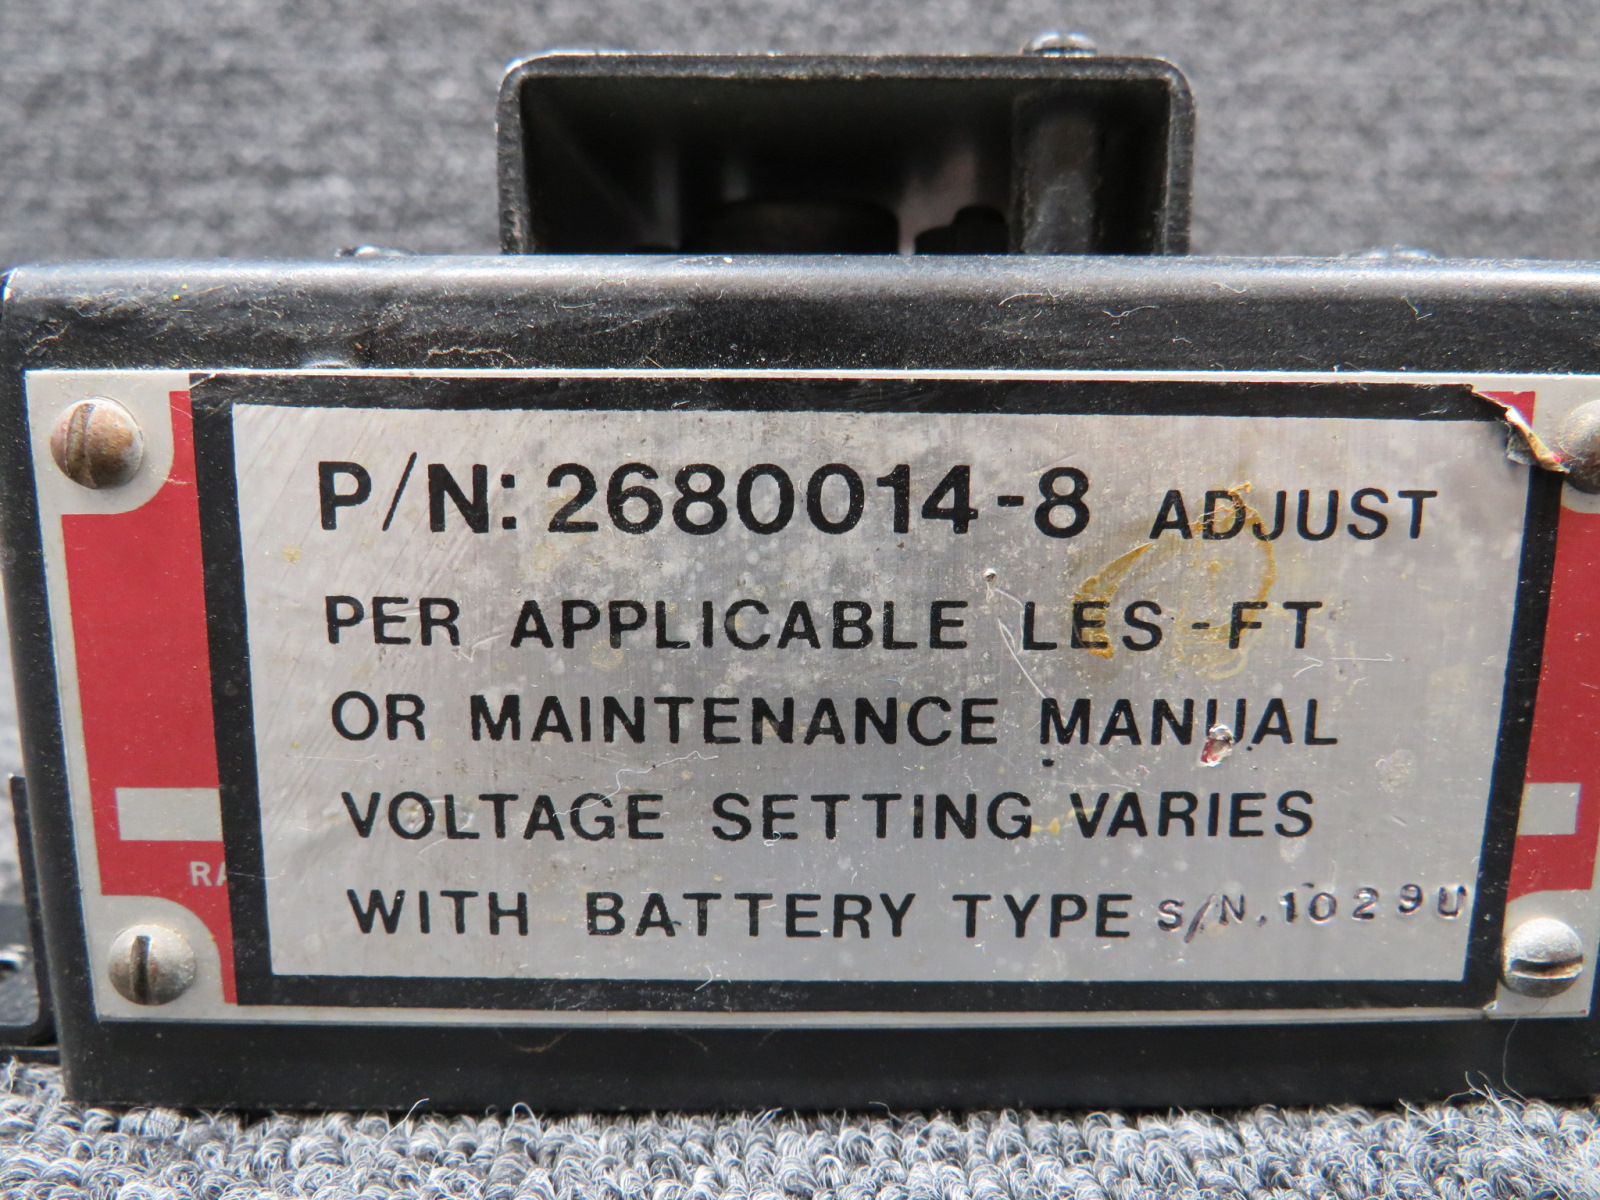 P/N: 2680014-8 ADJUST
PER APPLICABLE LES-FT
OR MAINTENANCE MANUAL
VOLTAGE SETTING VARIES
WITH BATTERY TYPE S/N. 1029U